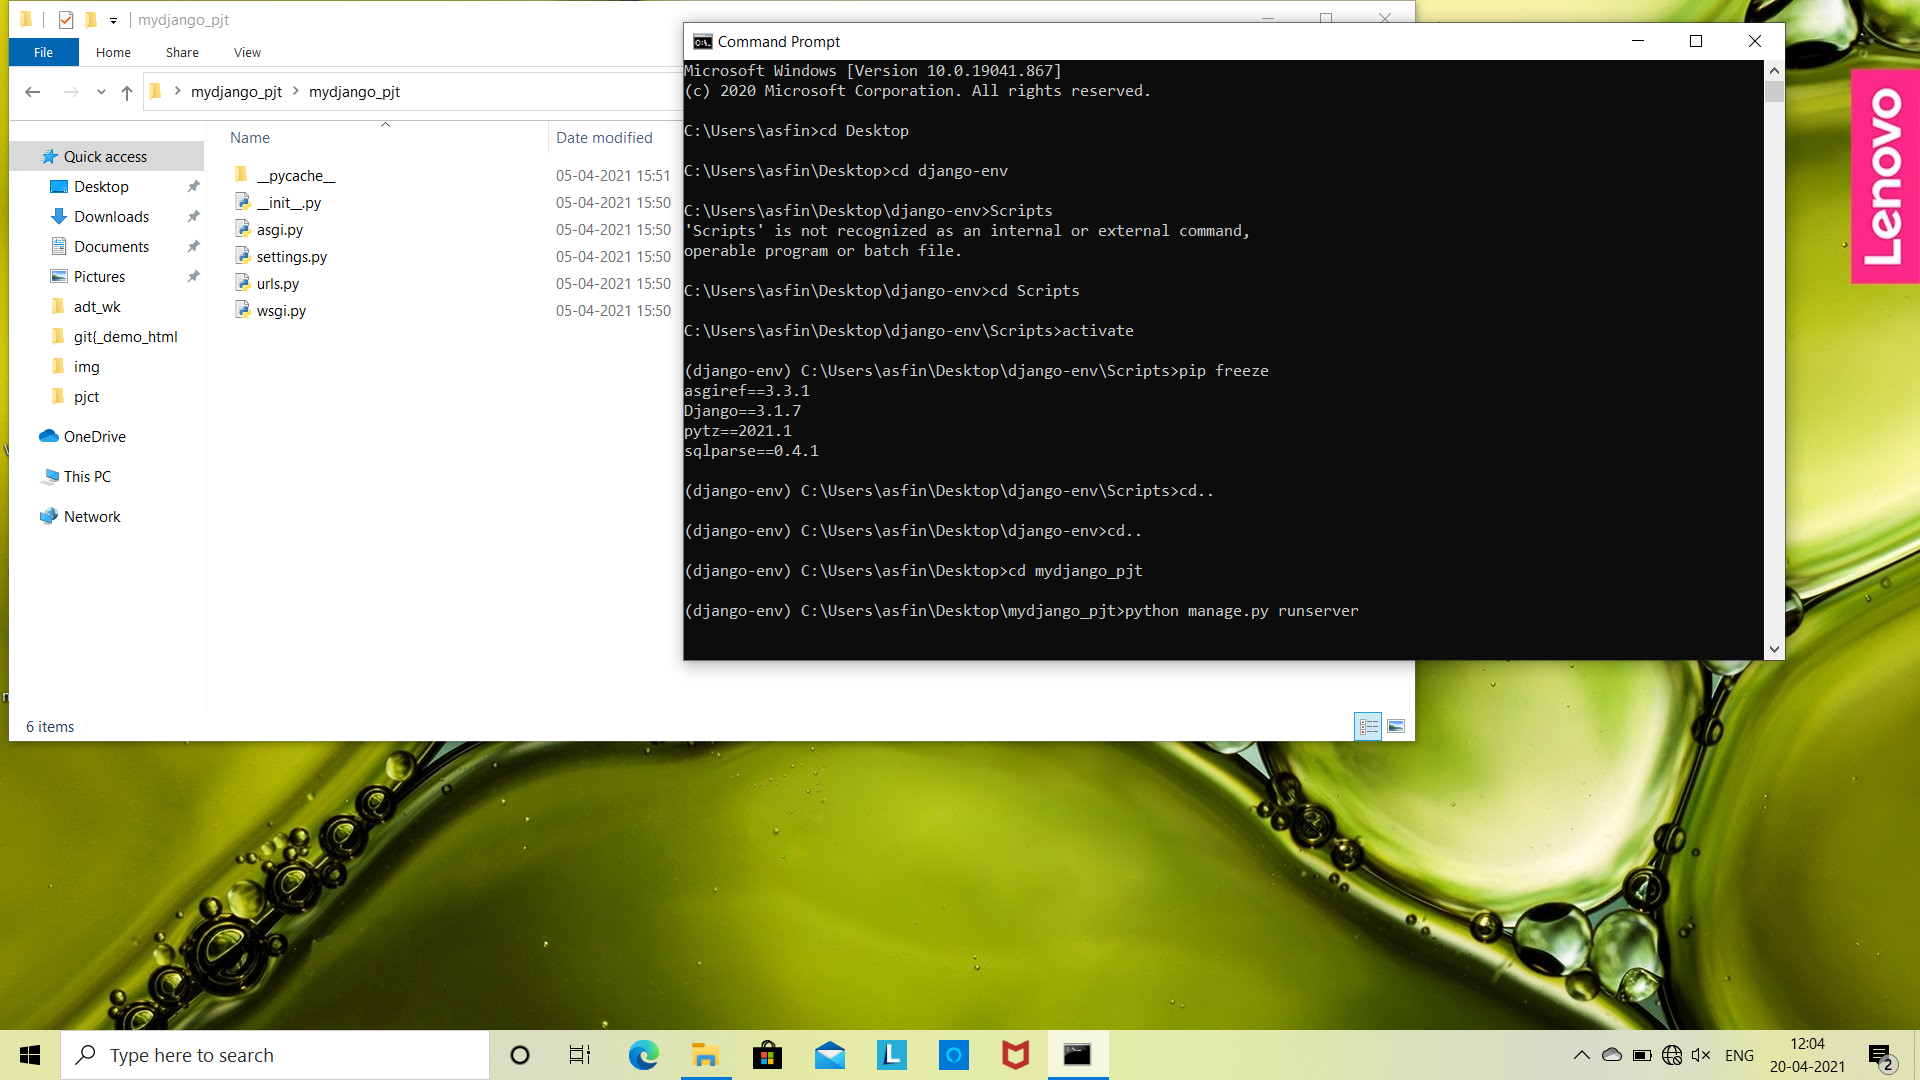 mydjango_pjt
File Home Share View
mydjango_pjt > mydjango_pjt
Name Date modified
Quick access
Desktop
Downloads
Documents
Pictures
adt_wk
git{_demo_html
img
pjct
OneDrive
This PC
Network
__pycache__ 05-04-2021 15:51
__init__.py 05-04-2021 15:50
asgi.py 05-04-2021 15:50
settings.py 05-04-2021 15:50
urls.py 05-04-2021 15:50
wsgi.py 05-04-2021 15:50
6 items
Command Prompt
Microsoft Windows [Version 10.0.19041.867]
(c) 2020 Microsoft Corporation. All rights reserved.
C:\Users\asfin>cd Desktop
C:\Users\asfin\Desktop>cd django-env
C:\Users\asfin\Desktop\django-env>Scripts
'Scripts' is not recognized as an internal or external command,
operable program or batch file.
C:\Users\asfin\Desktop\django-env>cd Scripts
C:\Users\asfin\Desktop\django-env\Scripts>activate
(django-env) C:\Users\asfin\Desktop\django-env\Scripts>pip freeze
asgiref==3.3.1
Django==3.1.7
pytz==2021.1
sqlparse==0.4.1
(django-env) C:\Users\asfin\Desktop\django-env\Scripts>cd..
(django-env) C:\Users\asfin\Desktop\django-env>cd..
(django-env) C:\Users\asfin\Desktop>cd mydjango_pjt
(django-env) C:\Users\asfin\Desktop\mydjango_pjt>python manage.py runserver
Lenovo
Type here to search
L
ENG
12:04
20-04-2021
2